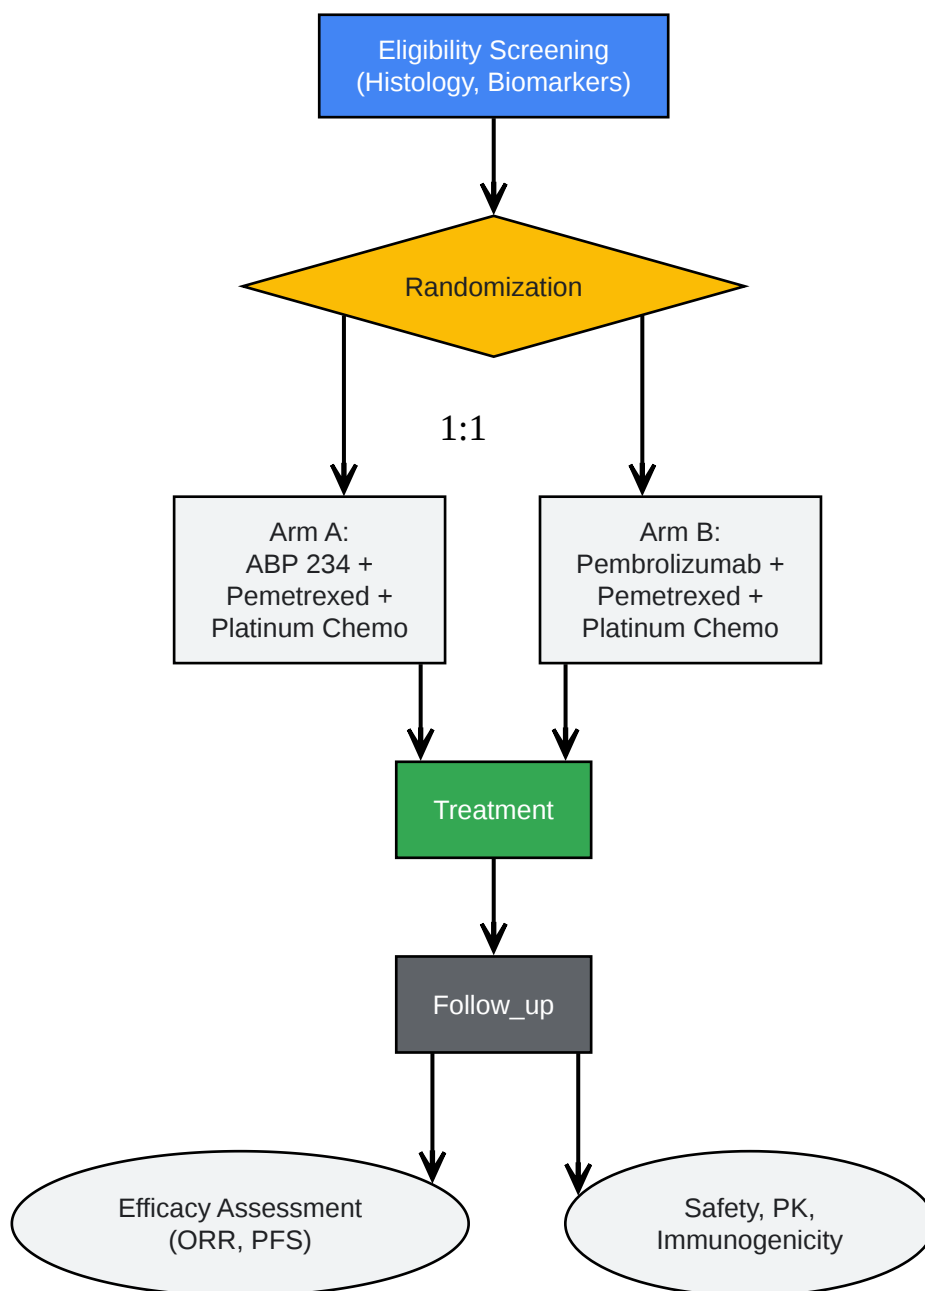 Eligibility Screening
(Histology, Biomarkers)
Randomization
1:1
Arm A:
ABP 234 +
Pemetrexed +
Platinum Chemo
Arm B:
Pembrolizumab +
Pemetrexed +
Platinum Chemo
Treatment
Follow_up
Efficacy Assessment
(ORR, PFS)
Safety, PK,
Immunogenicity